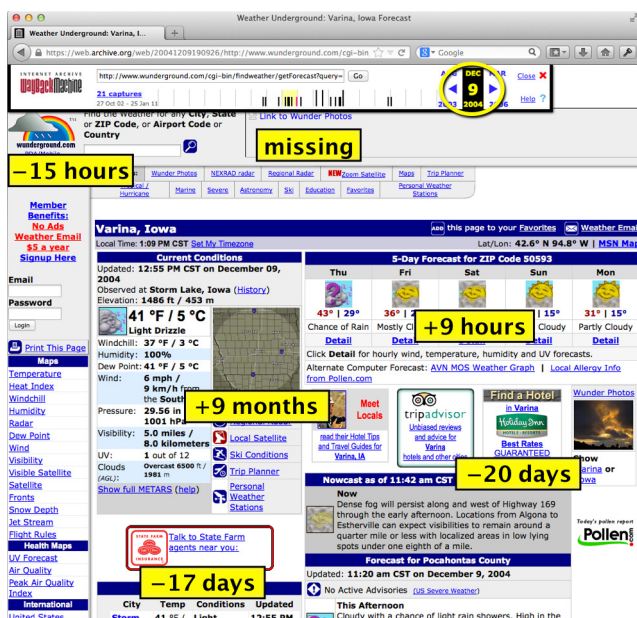 Weather Underground: Varina, Iowa Forecast
Weather Underground: Varina, I...
https://web.archive.org/web/20041209190926/http://www.wunderground.com/cgi-bin
Google
INTERNET ARCHIVE
WayBackMachine
http://www.wunderground.com/cgi-bin/findweather/getForecast?query=
Go
DEC
Close
21 captures
27 Oct 02 - 25 Jan 11
9
2003 2004 2006
Help ?
Find the Weather for any City, State
or ZIP Code, or Airport Code or
Country
Link to Wunder Photos
missing
wunderground.com
−15 hours
Wunder Photos NEXRAD radar Regional Radar NEW Zoom Satellite Maps Trip Planner
Hurricane Marine Severe Astronomy Ski Education Favorites Personal Weather Stations
Member
Benefits:
No Ads
Weather Email
$5 a year
Signup Here
Email
Password
Login
Print This Page
Maps
Temperature
Heat Index
Windchill
Humidity
Radar
Dew Point
Wind
Visibility
Visible Satellite
Satellite
Fronts
Snow Depth
Jet Stream
Flight Rules
Health Maps
UV Forecast
Air Quality
Peak Air Quality
Index
International
United States
Varina, Iowa
ADD this page to your Favorites
Weather Email
Local Time: 1:09 PM CST Set My Timezone
Lat/Lon: 42.6° N 94.8° W | MSN Map
Current Conditions
Updated: 12:55 PM CST on December 09,
2004
Observed at Storm Lake, Iowa (History)
Elevation: 1486 ft / 453 m
41 °F / 5 °C
Light Drizzle
Windchill: 37 °F / 3 °C
Humidity: 100%
Dew Point: 41 °F / 5 °C
Wind: 6 mph /
9 km/h from
the South
+9 months
Pressure: 29.56 in
1001 hPa
Visibility: 5.0 miles /
8.0 kilometers
UV: 1 out of 12
Clouds Overcast 6500 ft /
(AGL): 1981 m
Show full METARS (help)
Local Satellite
Ski Conditions
Trip Planner
Personal
Weather
Stations
STATE FARM
INSURANCE
Talk to State Farm
agents near you:
−17 days
City Temp Conditions Updated
Storm 41 °F / Light 12:55 PM
5-Day Forecast for ZIP Code 50593
Thu Fri Sat Sun Mon
43° | 29° 36° 15° 31° | 15°
+9 hours
Chance of Rain Mostly Cloudy Partly Cloudy
Detail Detail Detail Detail
Click Detail for hourly wind, temperature, humidity and UV forecasts.
Alternate Computer Forecast: AVN MOS Weather Graph | Local Allergy Info
from Pollen.com
Meet
Locals
read their Hotel Tips
and Travel Guides for
Varina, IA
tripadvisor
Unbiased reviews
and advice for
Varina
hotels and other cities
Find a Hotel
in Varina
Holiday Inn
HOTELS · RESORTS
Best Rates
GUARANTEED
Wunder Photos
Show
Varina or
Iowa
−20 days
Nowcast as of 11:42 am CST
Now
Dense fog will persist along and west of Highway 169
through the early afternoon. Locations from Algona to
Estherville can expect visibilities to remain around a
quarter mile or less with localized areas in low lying
spots under one eighth of a mile.
Today's pollen report
Pollen.com
Forecast for Pocahontas County
Updated: 11:20 am CST on December 9, 2004
No Active Advisories (US Severe Weather)
This Afternoon
Cloudy with a chance of light rain showers. High in the